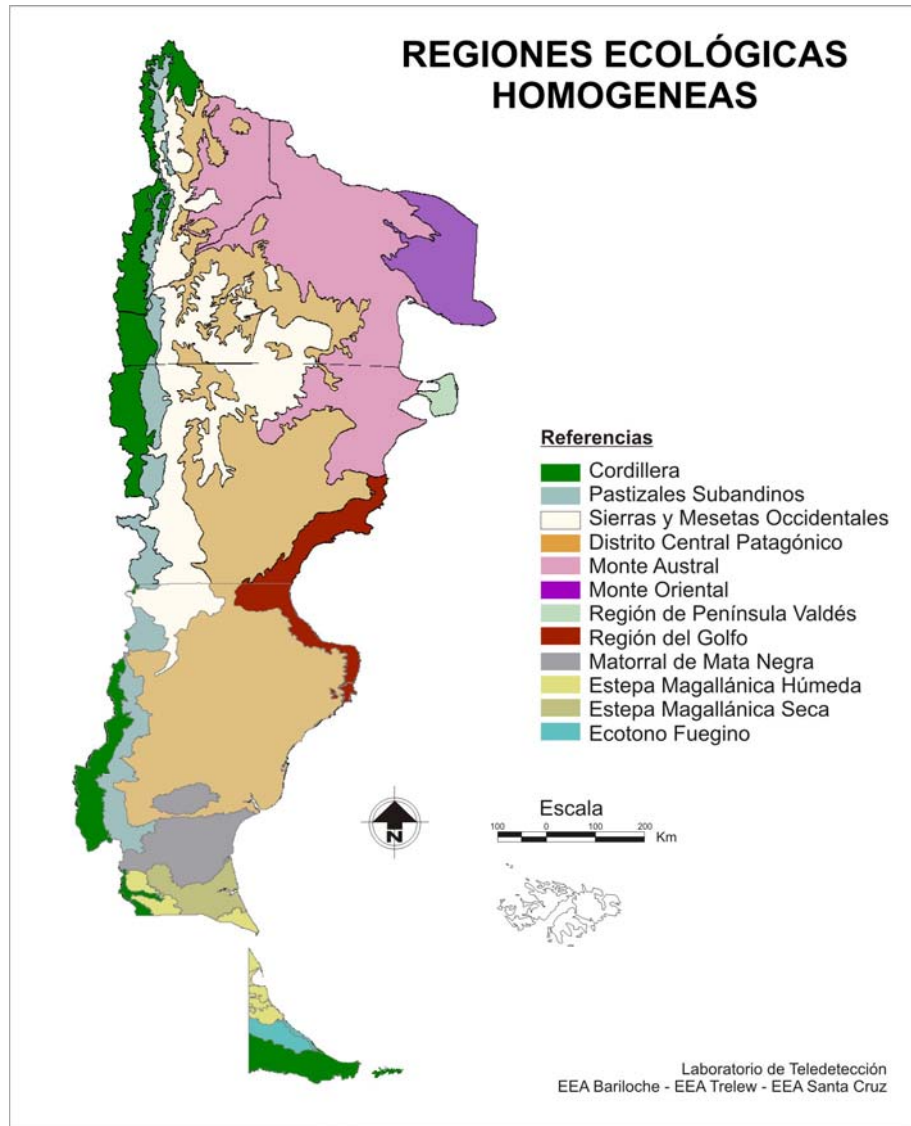 REGIONES ECOLÓGICAS
HOMOGENEAS
Referencias
Cordillera
Pastizales Subandinos
Sierras y Mesetas Occidentales
Distrito Central Patagónico
Monte Austral
Monte Oriental
Región de Península Valdés
Región del Golfo
Matorral de Mata Negra
Estepa Magallánica Húmeda
Estepa Magallánica Seca
Ecotono Fuegino
N
Escala
100 0 100 200
Km
Laboratorio de Teledetección
EEA Bariloche - EEA Trelew - EEA Santa Cruz